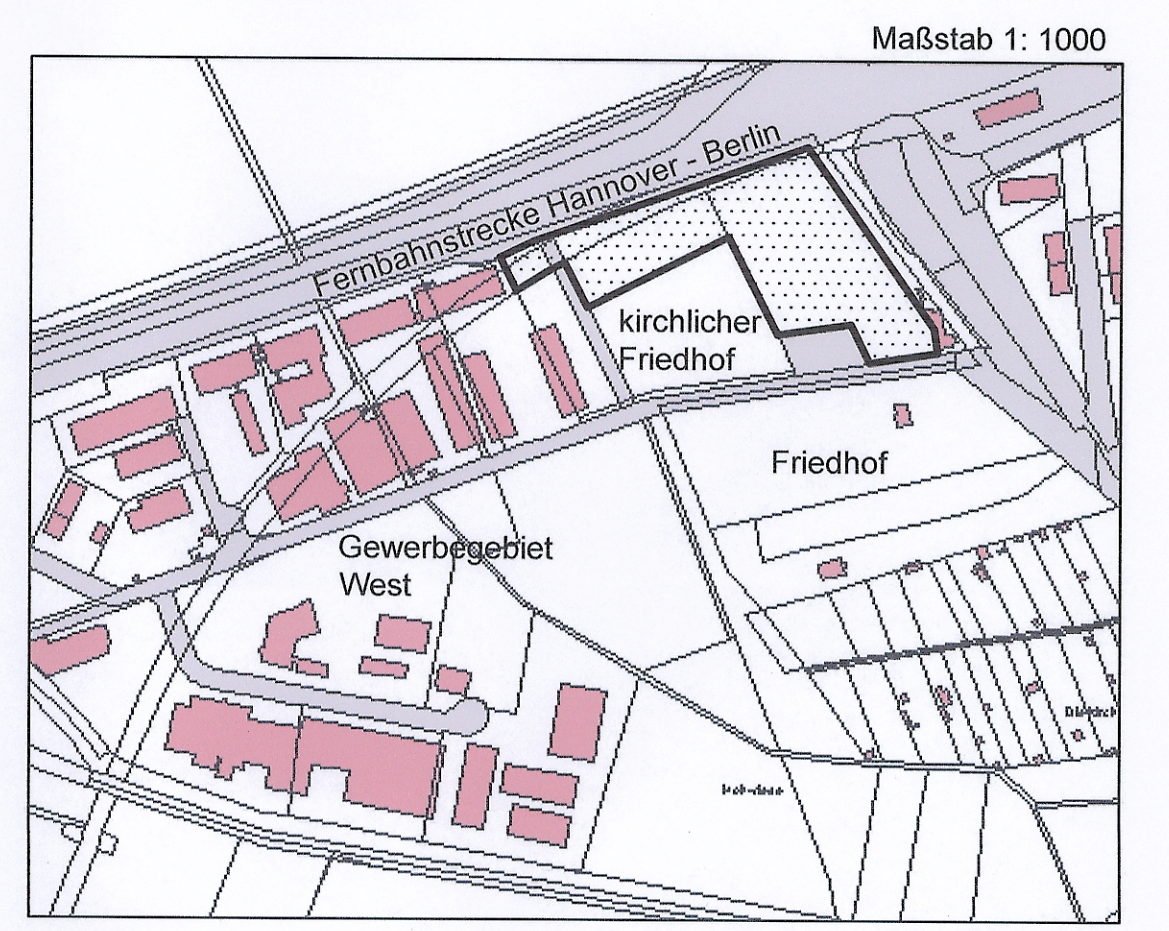 Maßstab 1: 1000
Fernbahnstrecke Hannover - Berlin
kirchlicher
Friedhof
Friedhof
Gewerbegebiet
West